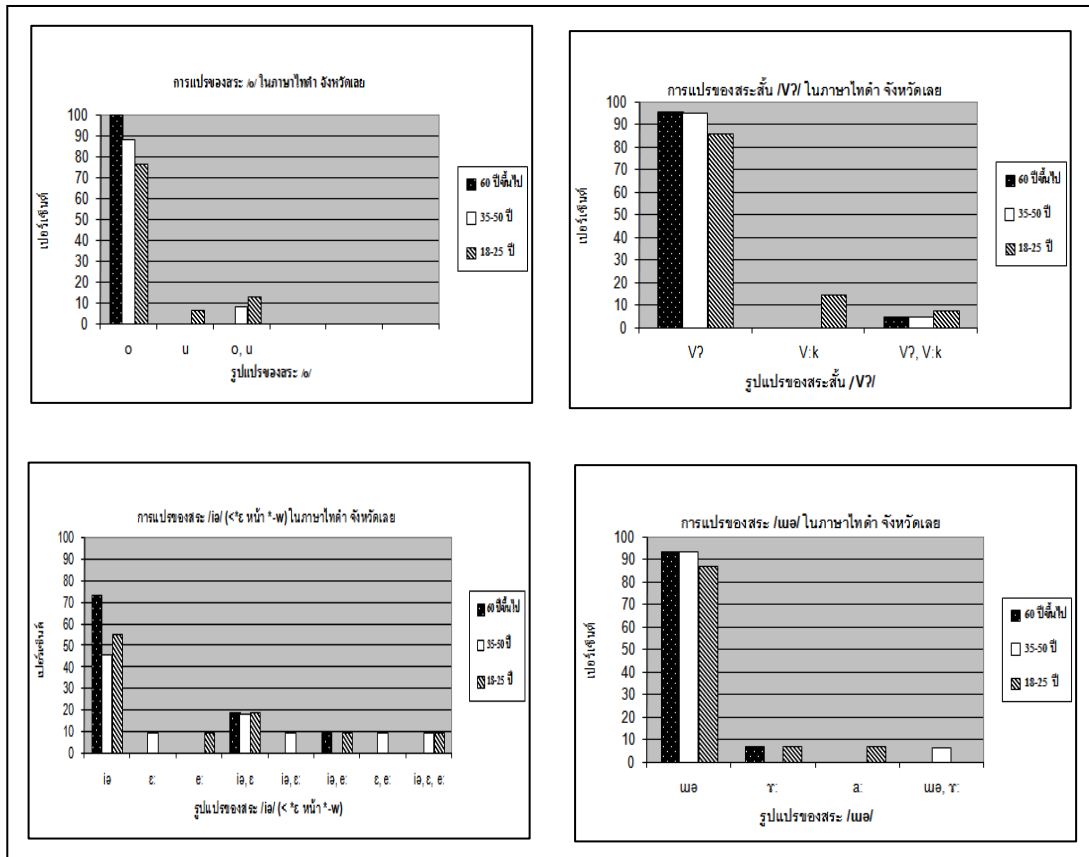 การแปรของสระ /o/ ในภาษาไทดำ จังหวัดเลย
เปอร์เซ็นต์
100
90
80
70
60
50
40
30
20
10
0
o u o, u
รูปแปรของสระ /o/
60 ปีขึ้นไป
35-50 ปี
18-25 ปี
การแปรของสระสั้น /Vʔ/ ในภาษาไทดำ จังหวัดเลย
เปอร์เซ็นต์
100
90
80
70
60
50
40
30
20
10
0
Vʔ V:k Vʔ, V:k
รูปแปรของสระสั้น /Vʔ/
60 ปีขึ้นไป
35-50 ปี
18-25 ปี
การแปรของสระ /iə/ (<*ɛ หน้า *-w) ในภาษาไทดำ จังหวัดเลย
เปอร์เซ็นต์
100
90
80
70
60
50
40
30
20
10
0
iə ɛ: e: iə, ɛ iə, ɛ: iə, e: ɛ, e: iə, ɛ, e:
รูปแปรของสระ /iə/ (< *ɛ หน้า *-w)
60 ปีขึ้นไป
35-50 ปี
18-25 ปี
การแปรของสระ /ɯə/ ในภาษาไทดำ จังหวัดเลย
เปอร์เซ็นต์
100
90
80
70
60
50
40
30
20
10
0
ɯə ɤ: a: ɯə, ɤ:
รูปแปรของสระ /ɯə/
60 ปีขึ้นไป
35-50 ปี
18-25 ปี